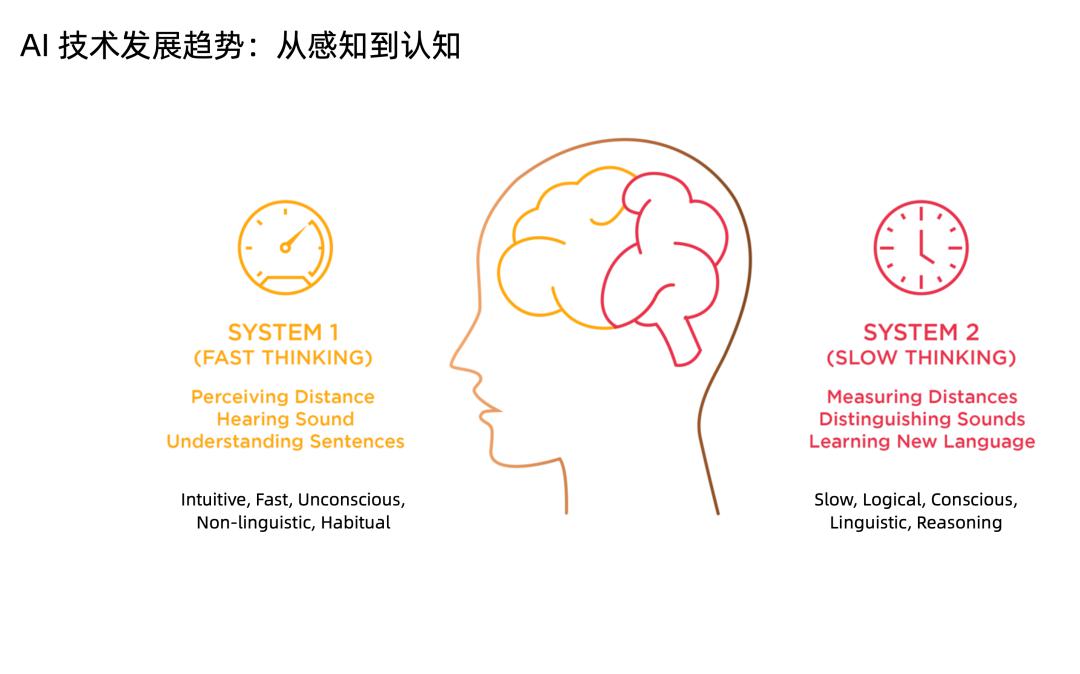 AI 技术发展趋势：从感知到认知
SYSTEM 1
(FAST THINKING)
Perceiving Distance
Hearing Sound
Understanding Sentences
Intuitive, Fast, Unconscious,
Non-linguistic, Habitual
SYSTEM 2
(SLOW THINKING)
Measuring Distances
Distinguishing Sounds
Learning New Language
Slow, Logical, Conscious,
Linguistic, Reasoning